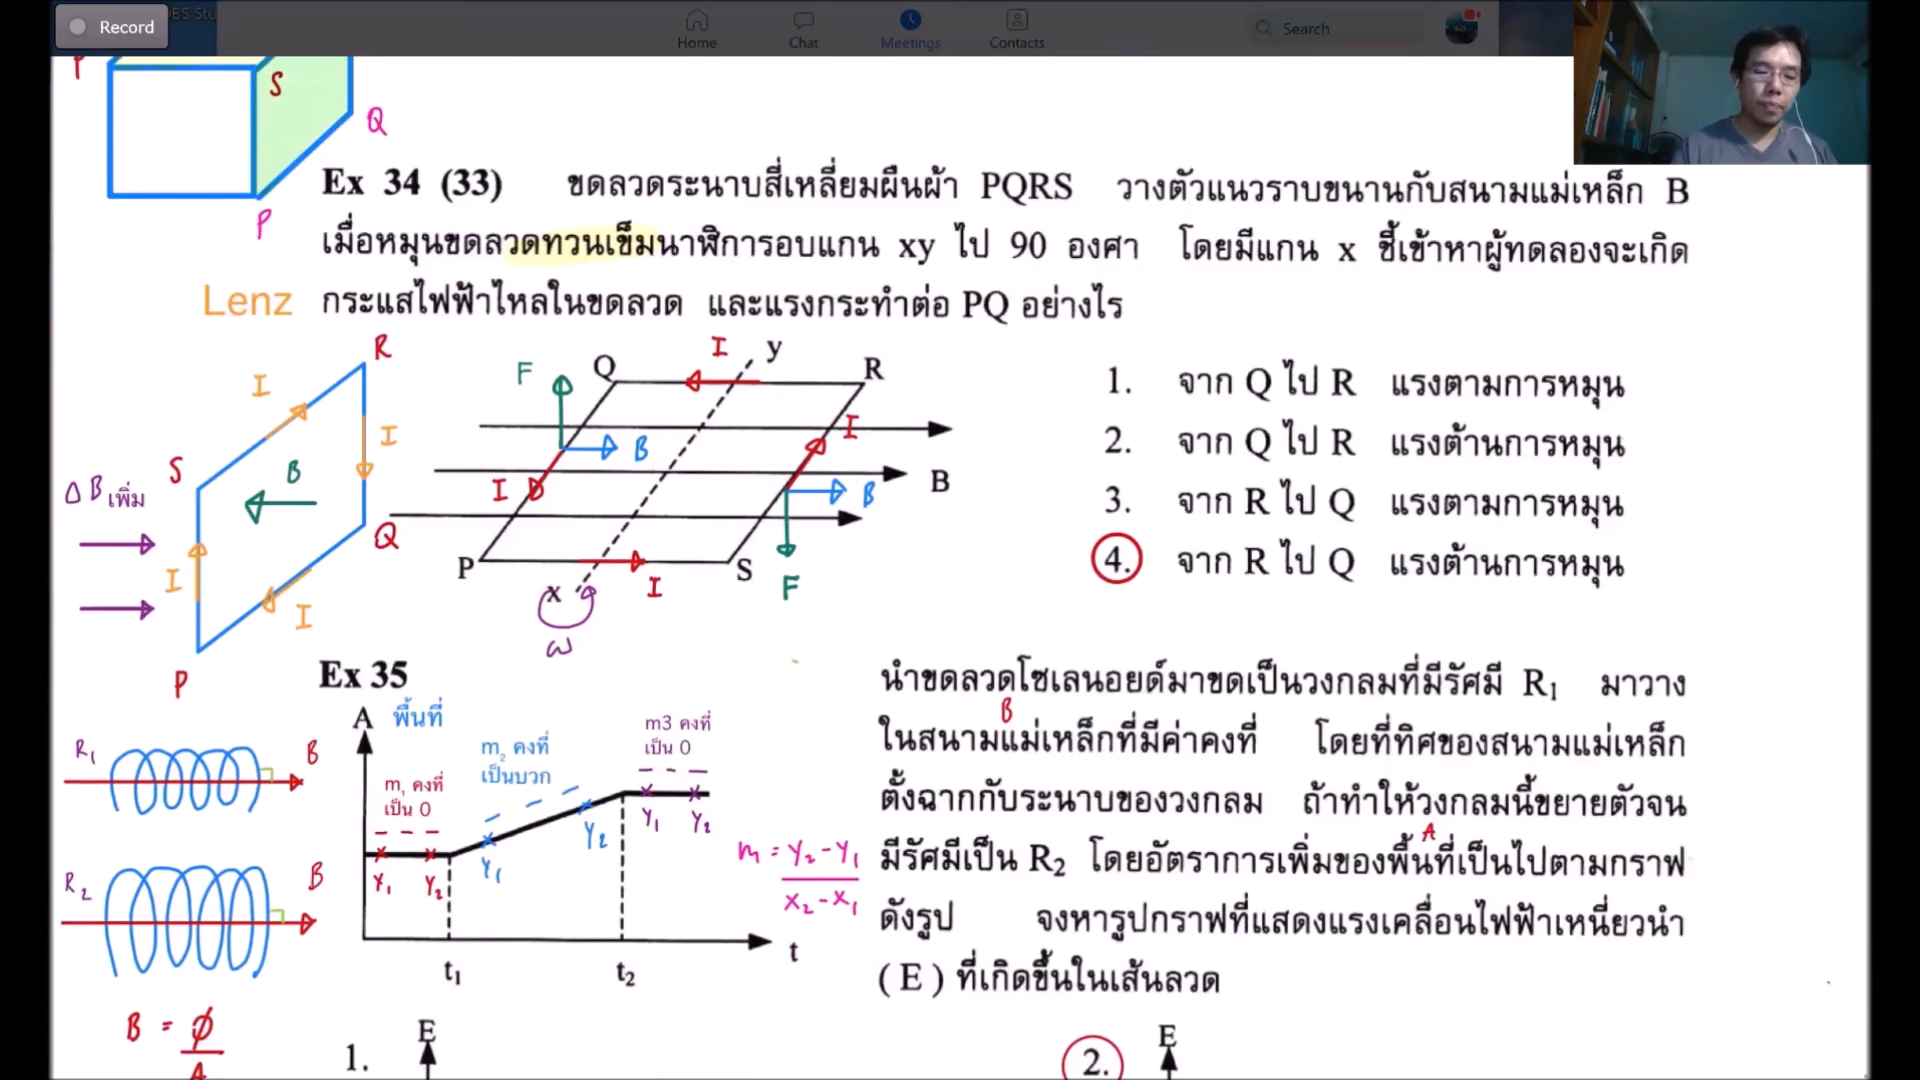 Record
OBS Stu
Home
Chat
Meetings
Contacts
Search
S
Q
P
Ex 34 (33) ขดลวดระนาบสี่เหลี่ยมผืนผ้า PQRS วางตัวแนวราบขนานกับสนามแม่เหล็ก B
เมื่อหมุนขดลวดทวนเข็มนาฬิการอบแกน xy ไป 90 องศา โดยมีแกน x ชี้เข้าหาผู้ทดลองจะเกิด
Lenz กระแสไฟฟ้าไหลในขดลวด และแรงกระทำต่อ PQ อย่างไร
R
I
I
S
B
ΔB เพิ่ม
Q
I
I
P
F
Q
I
y
R
I
B
I
B
B
P
S
x
I
F
ω
1. จาก Q ไป R แรงตามการหมุน
2. จาก Q ไป R แรงต้านการหมุน
3. จาก R ไป Q แรงตามการหมุน
4. จาก R ไป Q แรงต้านการหมุน
Ex 35
A พื้นที่
m1 คงที่
เป็น 0
m2 คงที่
เป็นบวก
m3 คงที่
เป็น 0
Y1 Y2
Y1 Y2
Y1 Y2
t1 t2 t
m = Y2 - Y1
X2 - X1
R1 B
R2 B
B = Ø
A
นำขดลวดโซเลนอยด์มาขดเป็นวงกลมที่มีรัศมี R1 มาวาง
B
ในสนามแม่เหล็กที่มีค่าคงที่ โดยที่ทิศของสนามแม่เหล็ก
ตั้งฉากกับระนาบของวงกลม ถ้าทำให้วงกลมนี้ขยายตัวจน
A
มีรัศมีเป็น R2 โดยอัตราการเพิ่มของพื้นที่เป็นไปตามกราฟ
ดังรูป จงหารูปกราฟที่แสดงแรงเคลื่อนไฟฟ้าเหนี่ยวนำ
( E ) ที่เกิดขึ้นในเส้นลวด
1. E
2. E